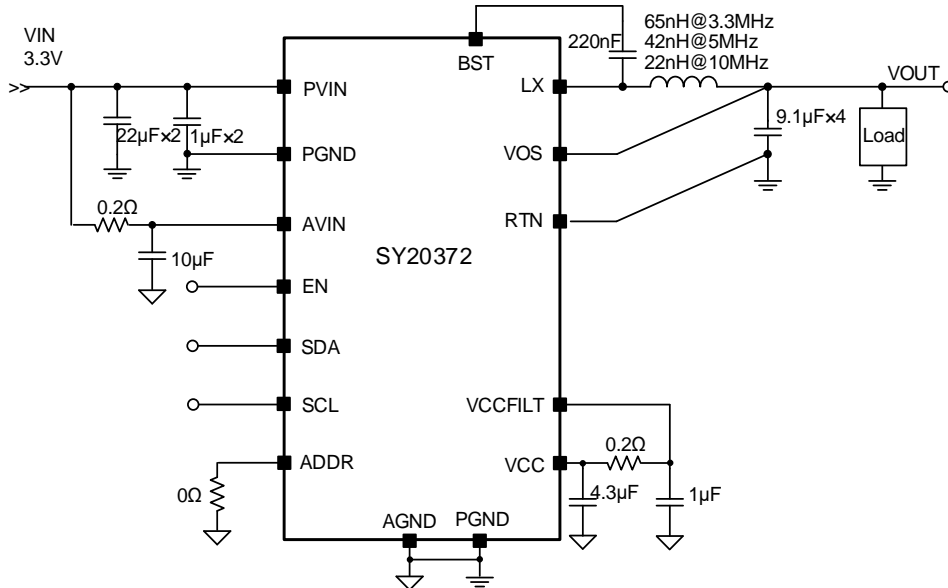 VIN
3.3V
>>
22µF×2
1µF×2
0.2Ω
10µF
0Ω
PVIN
PGND
AVIN
EN
SDA
SCL
ADDR
SY20372
BST
LX
VOS
RTN
VCCFILT
VCC
AGND
PGND
220nF
65nH@3.3MHz
42nH@5MHz
22nH@10MHz
VOUT
9.1µF×4
Load
0.2Ω
4.3µF
1µF